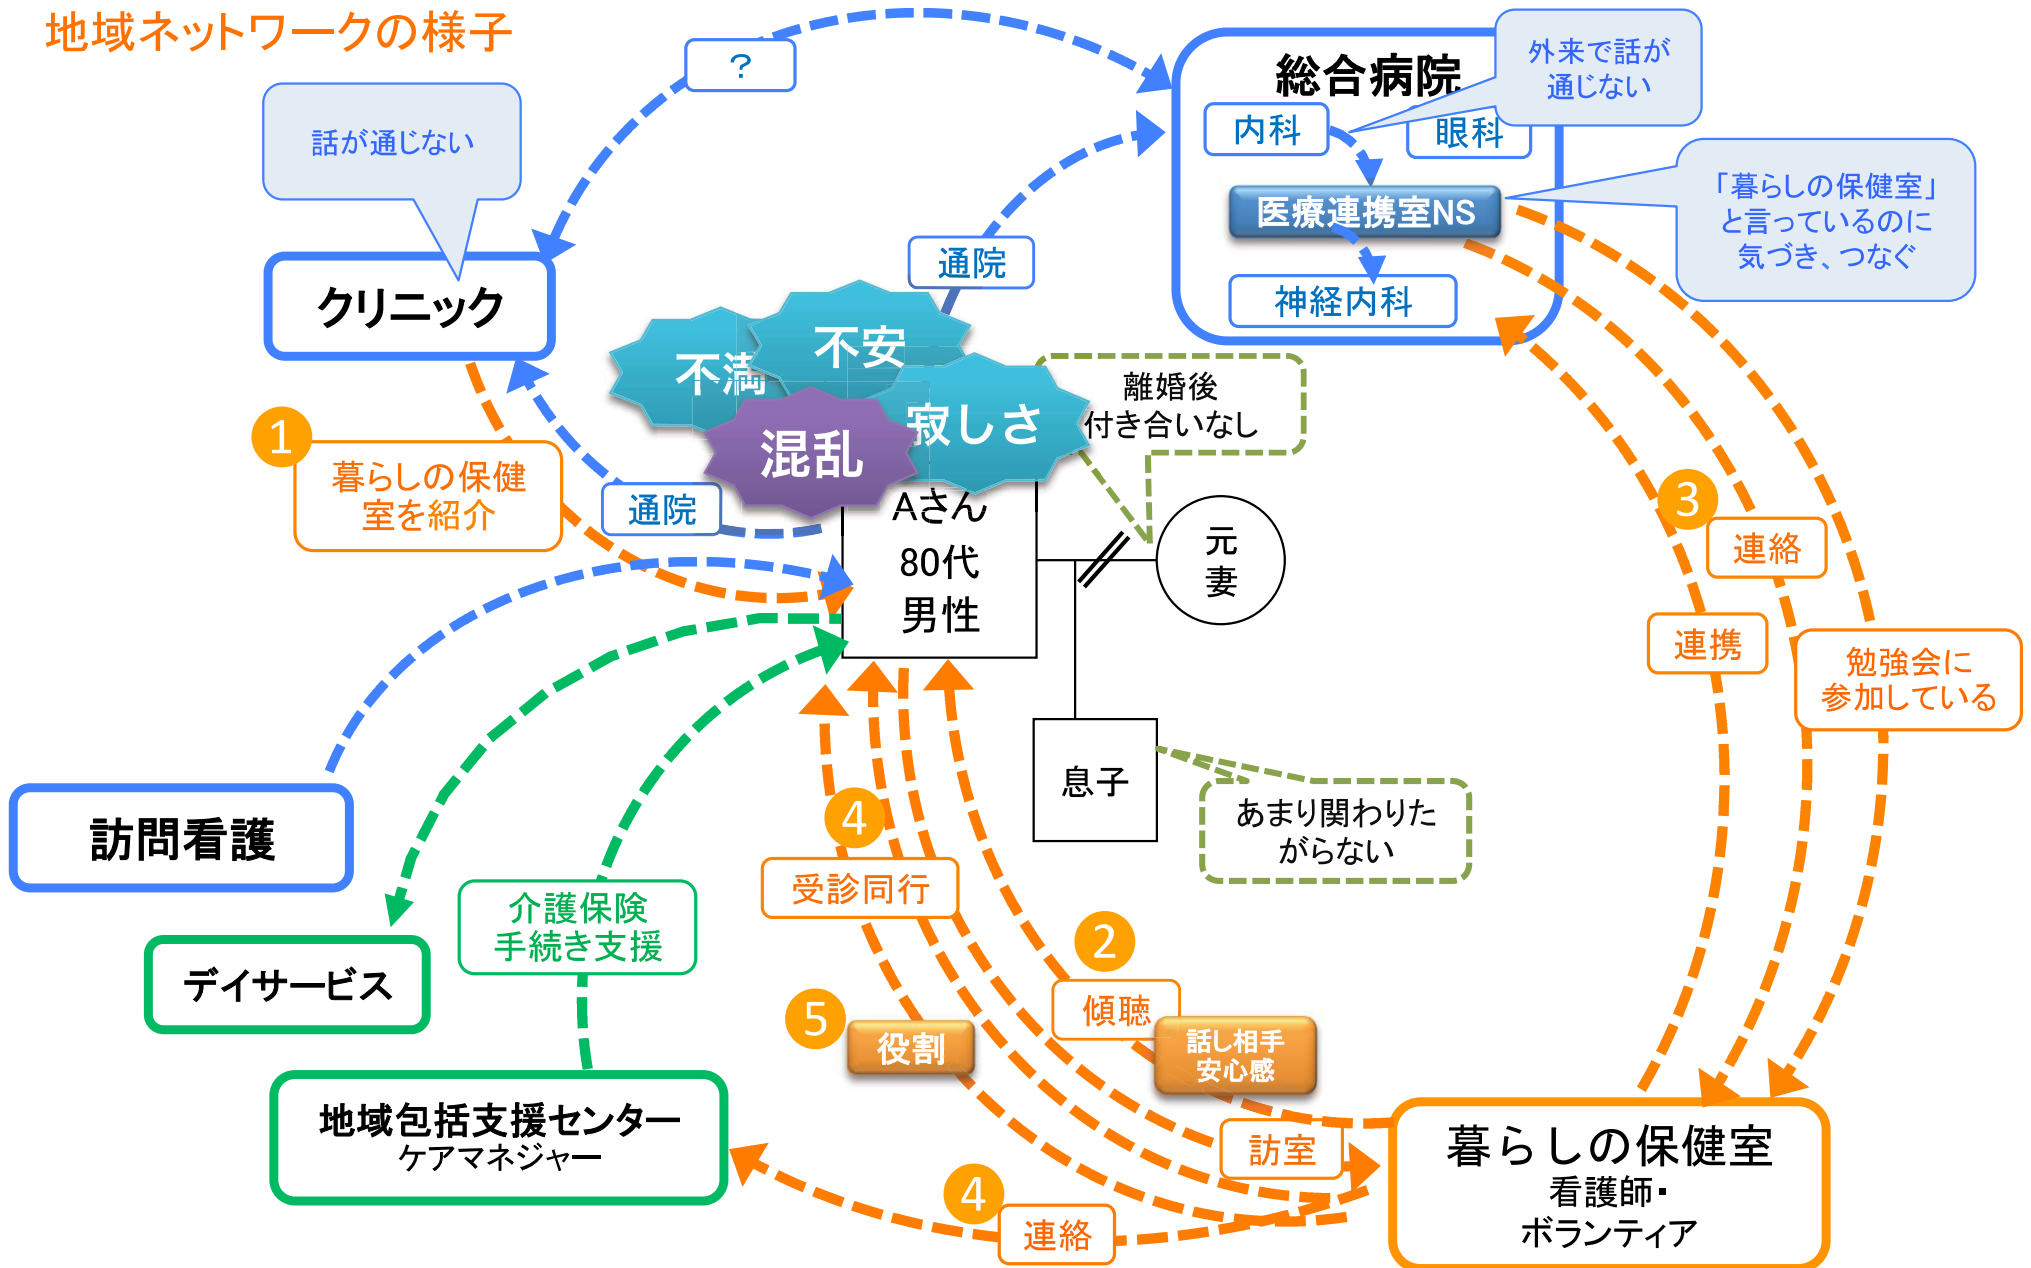 地域ネットワークの様子
?
総合病院
外来で話が
通じない
内科
眼科
話が通じない
「暮らしの保健室」
と言っているのに
気づき、つなぐ
医療連携室NS
通院
神経内科
クリニック
不満
不安
寂しさ
混乱
離婚後
付き合いなし
1
暮らしの保健
室を紹介
通院
Aさん
80代
男性
元
妻
3
連絡
連携
勉強会に
参加している
息子
あまり関わりた
がらない
訪問看護
4
受診同行
介護保険
手続き支援
2
傾聴
話し相手
安心感
デイサービス
5
役割
地域包括支援センター
ケアマネジャー
訪室
暮らしの保健室
看護師・
ボランティア
4
連絡